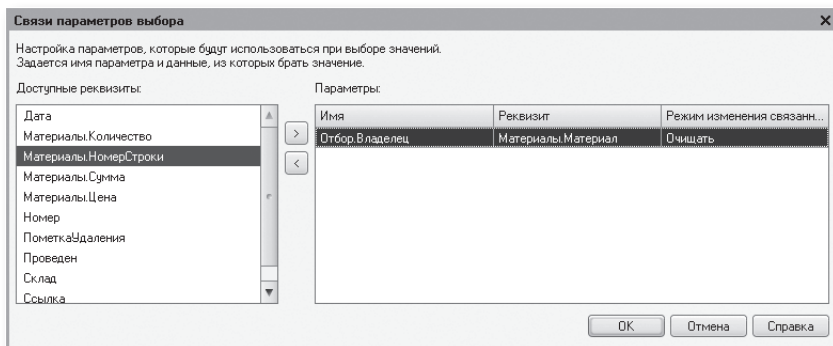 Связи параметров выбора
Настройка параметров, которые будут использоваться при выборе значений.
Задается имя параметра и данные, из которых брать значение.
Доступные реквизиты:
Дата
Материалы.Количество
Материалы.НомерСтроки
Материалы.Сумма
Материалы.Цена
Номер
ПометкаУдаления
Проведен
Склад
Ссылка
>
<
Параметры:
Имя Реквизит Режим изменения связанн...
Отбор.Владелец Материалы.Материал Очищать
OK Отмена Справка